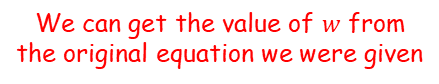 We can get the value of w from
the original equation we were given